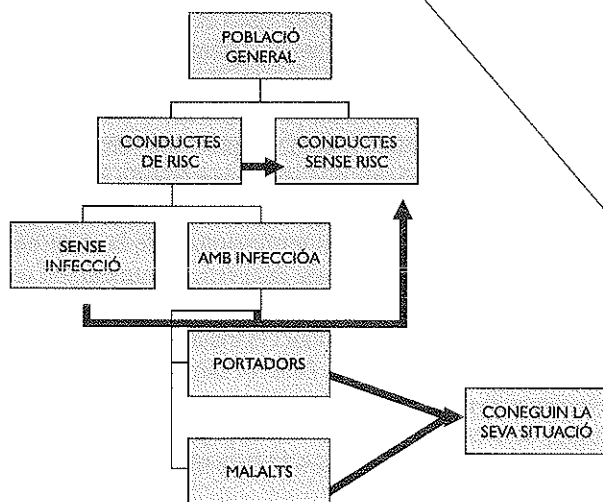 POBLACIÓ
GENERAL
CONDUCTES
DE RISC
CONDUCTES
SENSE RISC
SENSE
INFECCIÓ
AMB INFECCIÓA
PORTADORS
CONEGUIN LA
SEVA SITUACIÓ
MALALTS